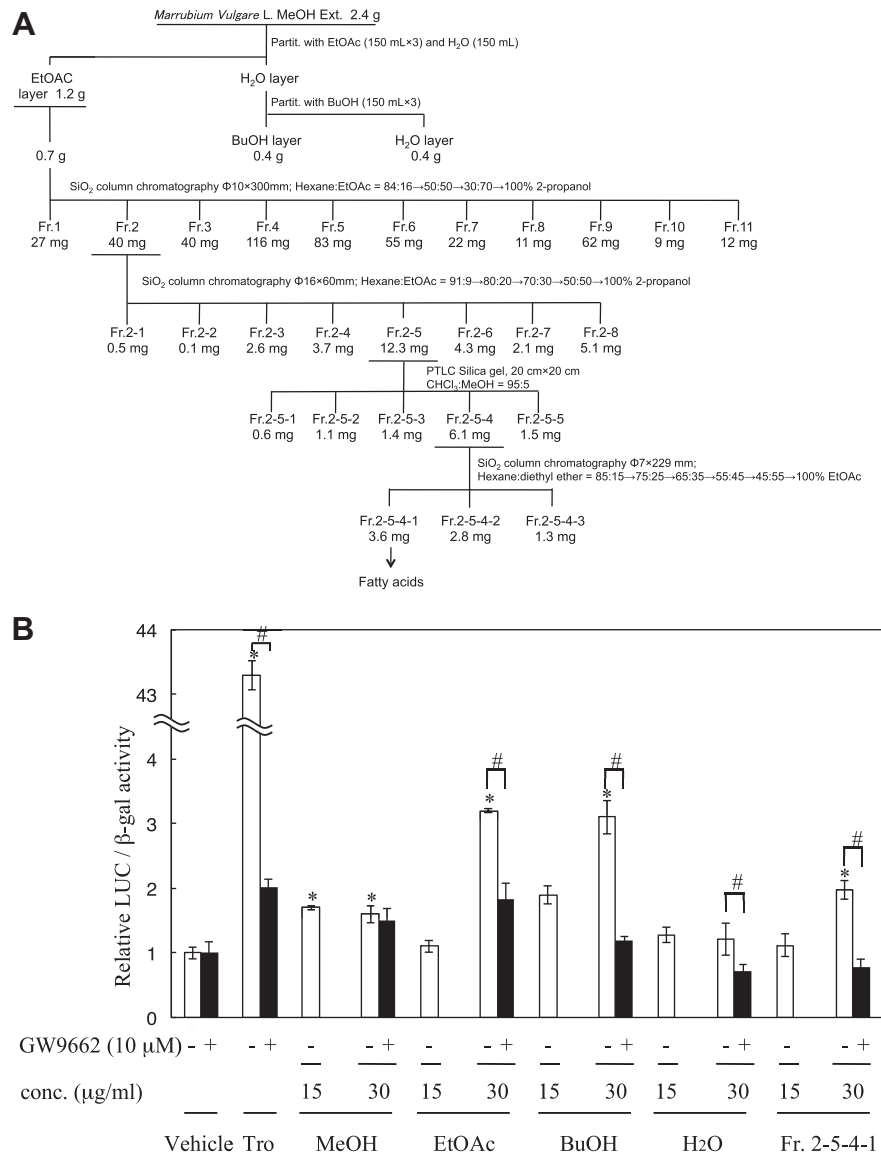 A
Marrubium Vulgare L. MeOH Ext. 2.4 g
Partit. with EtOAc (150 mL×3) and H₂O (150 mL)
EtOAC
layer 1.2 g
H₂O layer
Partit. with BuOH (150 mL×3)
BuOH layer
0.4 g
H₂O layer
0.4 g
0.7 g
SiO₂ column chromatography Φ10×300mm; Hexane:EtOAc = 84:16→50:50→30:70→100% 2-propanol
Fr.1 Fr.2 Fr.3 Fr.4 Fr.5 Fr.6 Fr.7 Fr.8 Fr.9 Fr.10 Fr.11
27 mg 40 mg 40 mg 116 mg 83 mg 55 mg 22 mg 11 mg 62 mg 9 mg 12 mg
SiO₂ column chromatography Φ16×60mm; Hexane:EtOAc = 91:9→80:20→70:30→50:50→100% 2-propanol
Fr.2-1 Fr.2-2 Fr.2-3 Fr.2-4 Fr.2-5 Fr.2-6 Fr.2-7 Fr.2-8
0.5 mg 0.1 mg 2.6 mg 3.7 mg 12.3 mg 4.3 mg 2.1 mg 5.1 mg
PTLC Silica gel, 20 cm×20 cm
CHCl₃:MeOH = 95:5
Fr.2-5-1 Fr.2-5-2 Fr.2-5-3 Fr.2-5-4 Fr.2-5-5
0.6 mg 1.1 mg 1.4 mg 6.1 mg 1.5 mg
SiO₂ column chromatography Φ7×229 mm;
Hexane:diethyl ether = 85:15→75:25→65:35→55:45→45:55→100% EtOAc
Fr.2-5-4-1 Fr.2-5-4-2 Fr.2-5-4-3
3.6 mg 2.8 mg 1.3 mg
Fatty acids
B
Relative LUC / β-gal activity
44
43
4
3
2
1
0
* # * * * # * # # * #
GW9662 (10 μM) - + - + - - + - - + - - + - - + - - +
conc. (μg/ml) 15 30 15 30 15 30 15 30 15 30
Vehicle Tro MeOH EtOAc BuOH H2O Fr. 2-5-4-1